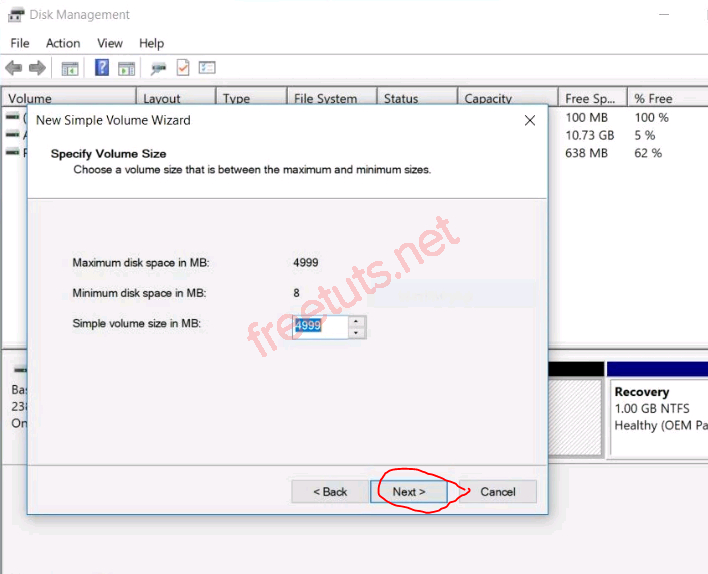 Disk Management
File Action View Help
Volume Layout Type File System Status Capacity Free Sp... % Free
100 MB 100 %
10.73 GB 5 %
638 MB 62 %
New Simple Volume Wizard
Specify Volume Size
Choose a volume size that is between the maximum and minimum sizes.
Maximum disk space in MB: 4999
Minimum disk space in MB: 8
Simple volume size in MB: 4999
freetuts.net
< Back Next > Cancel
Bas
238
On
Recovery
1.00 GB NTFS
Healthy (OEM Pa